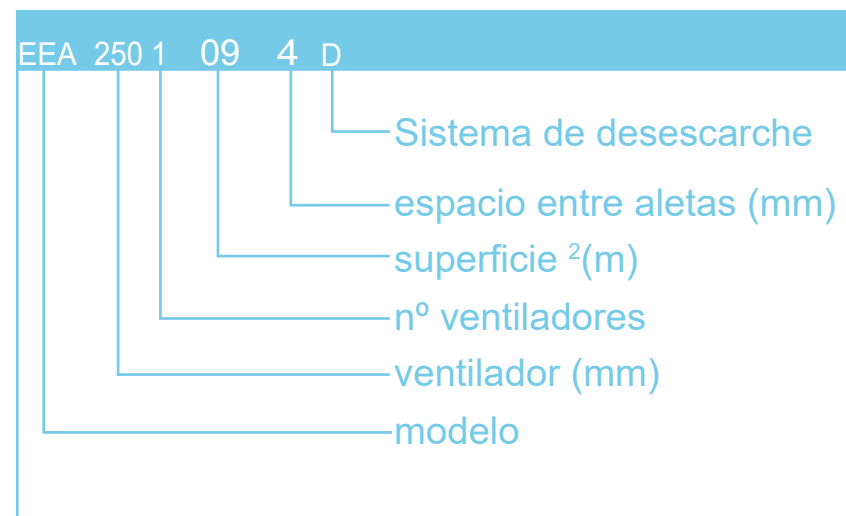 EEA 250 1 09 4 D
Sistema de desescarche
espacio entre aletas (mm)
superficie ²(m)
nº ventiladores
ventilador (mm)
modelo